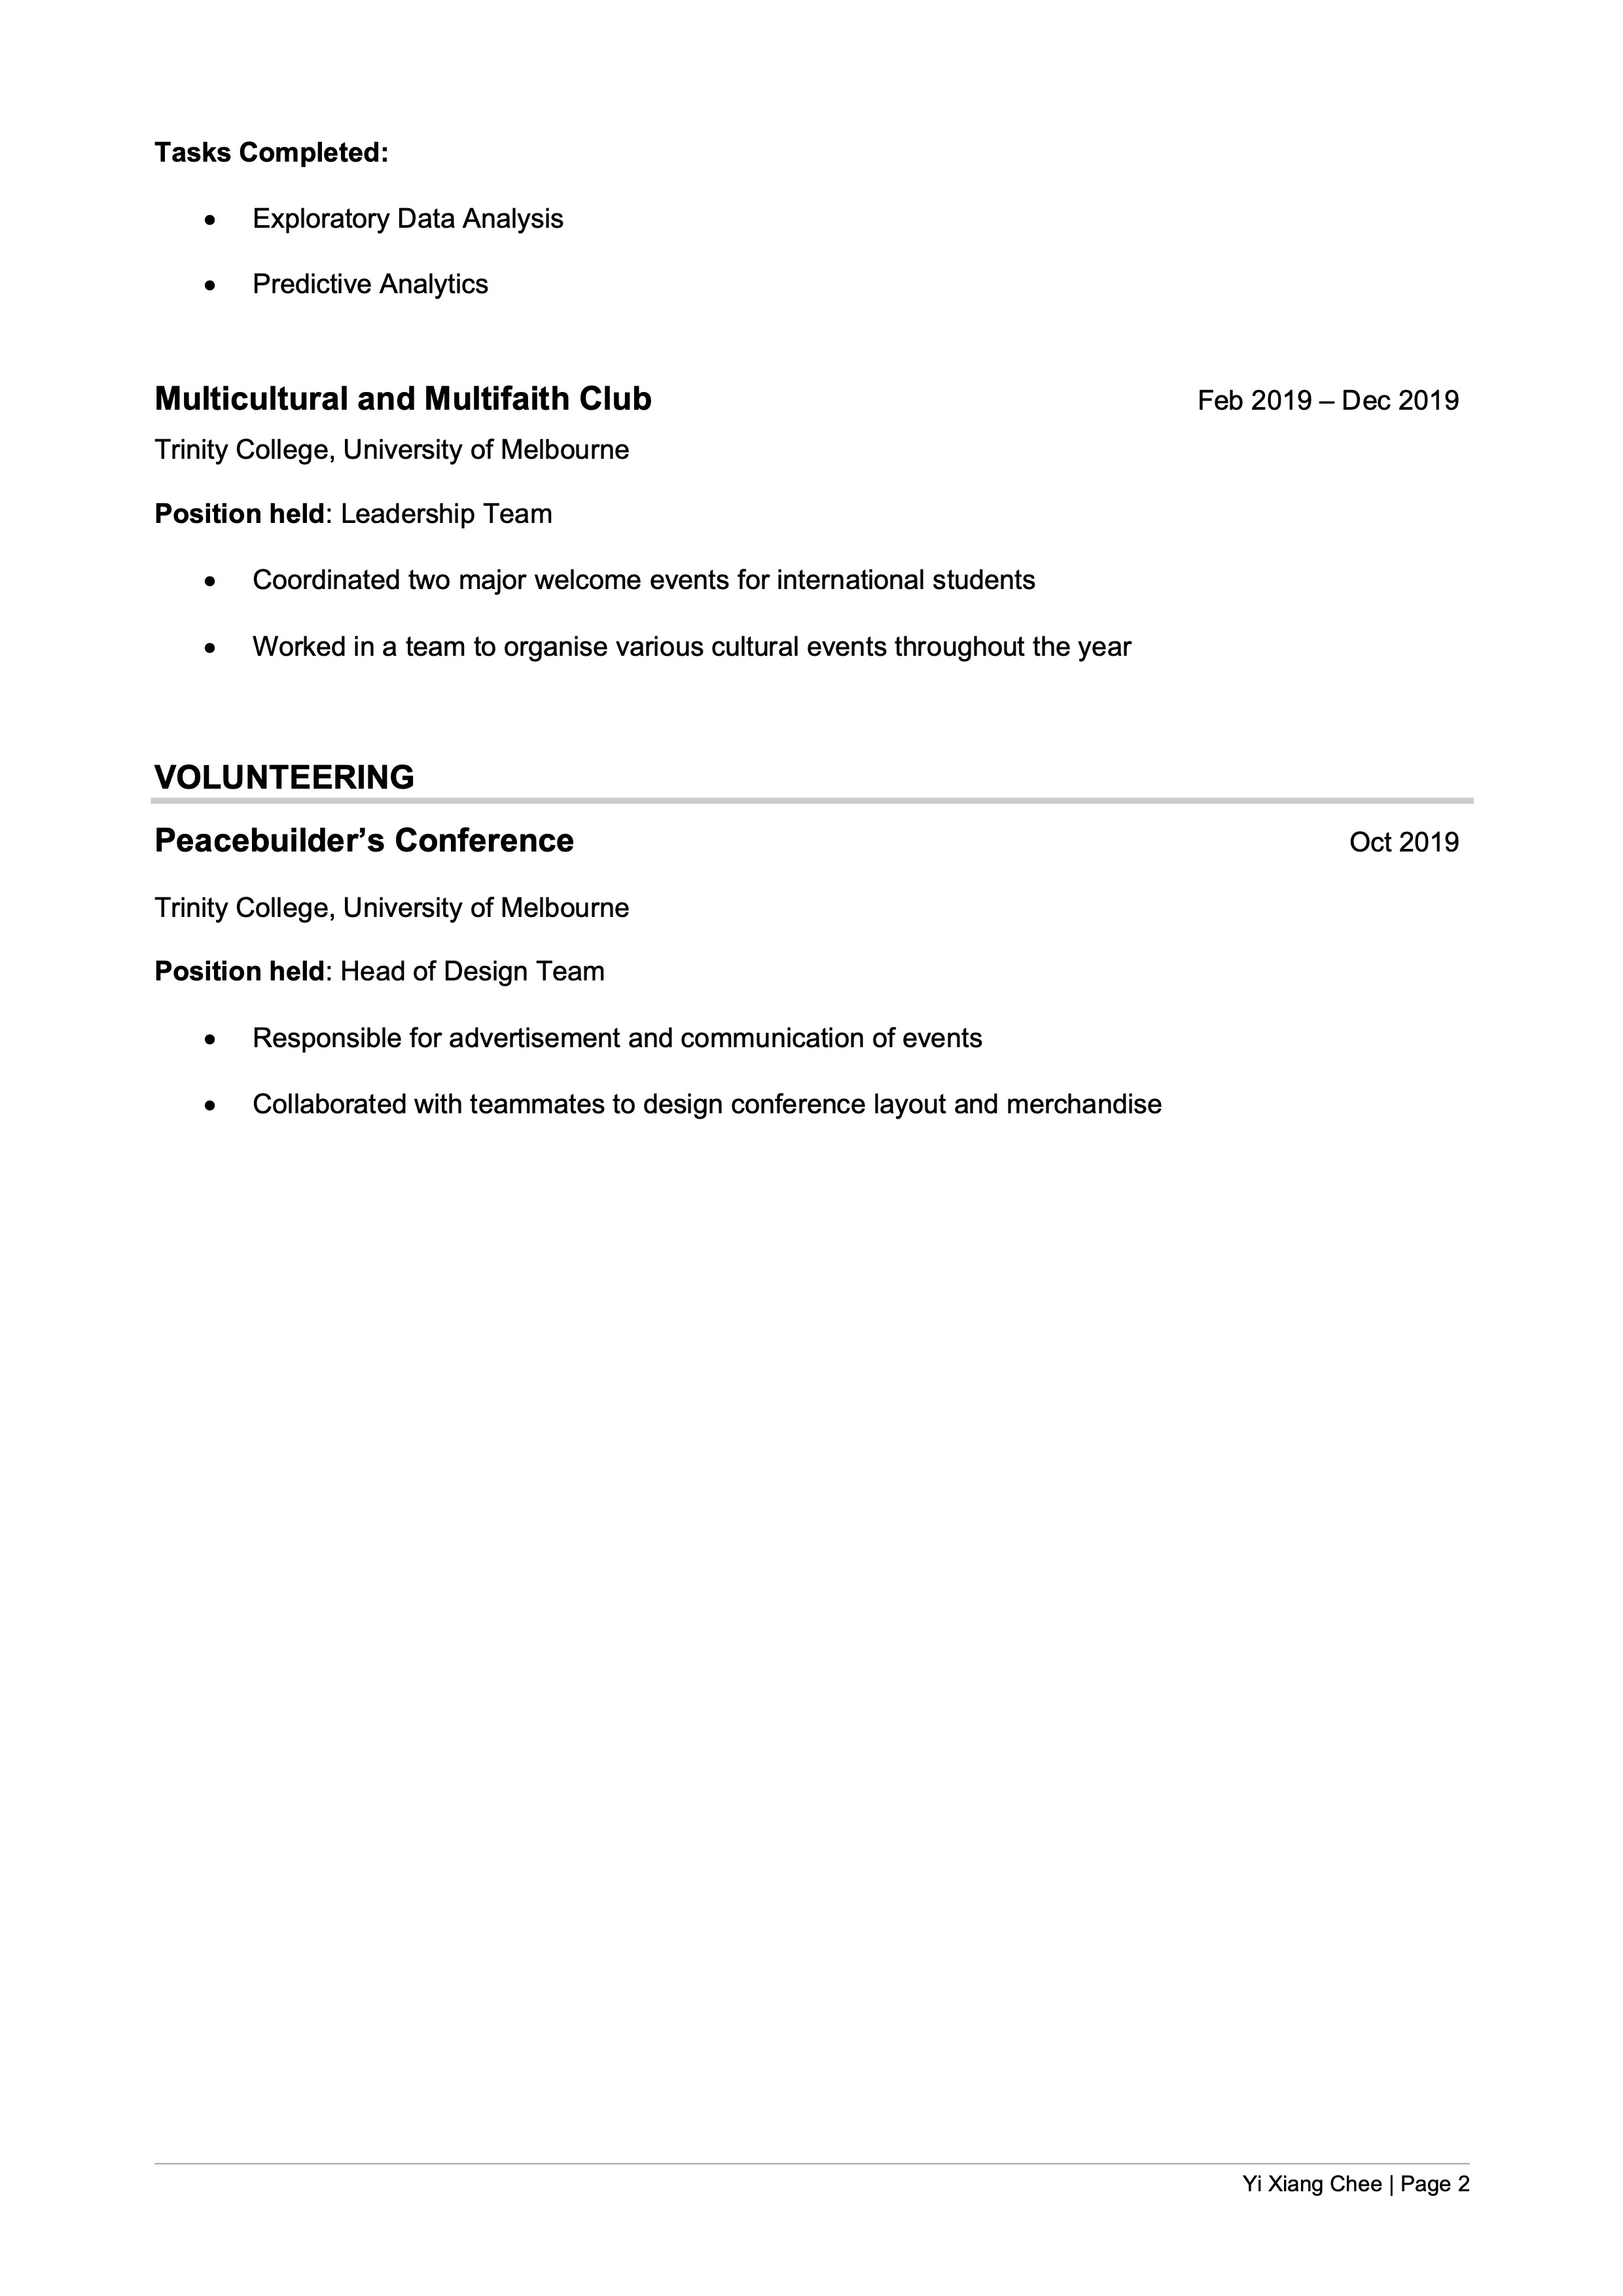 Tasks Completed:
• Exploratory Data Analysis
• Predictive Analytics
Multicultural and Multifaith Club Feb 2019 – Dec 2019
Trinity College, University of Melbourne
Position held: Leadership Team
• Coordinated two major welcome events for international students
• Worked in a team to organise various cultural events throughout the year
VOLUNTEERING
Peacebuilder’s Conference Oct 2019
Trinity College, University of Melbourne
Position held: Head of Design Team
• Responsible for advertisement and communication of events
• Collaborated with teammates to design conference layout and merchandise
Yi Xiang Chee | Page 2